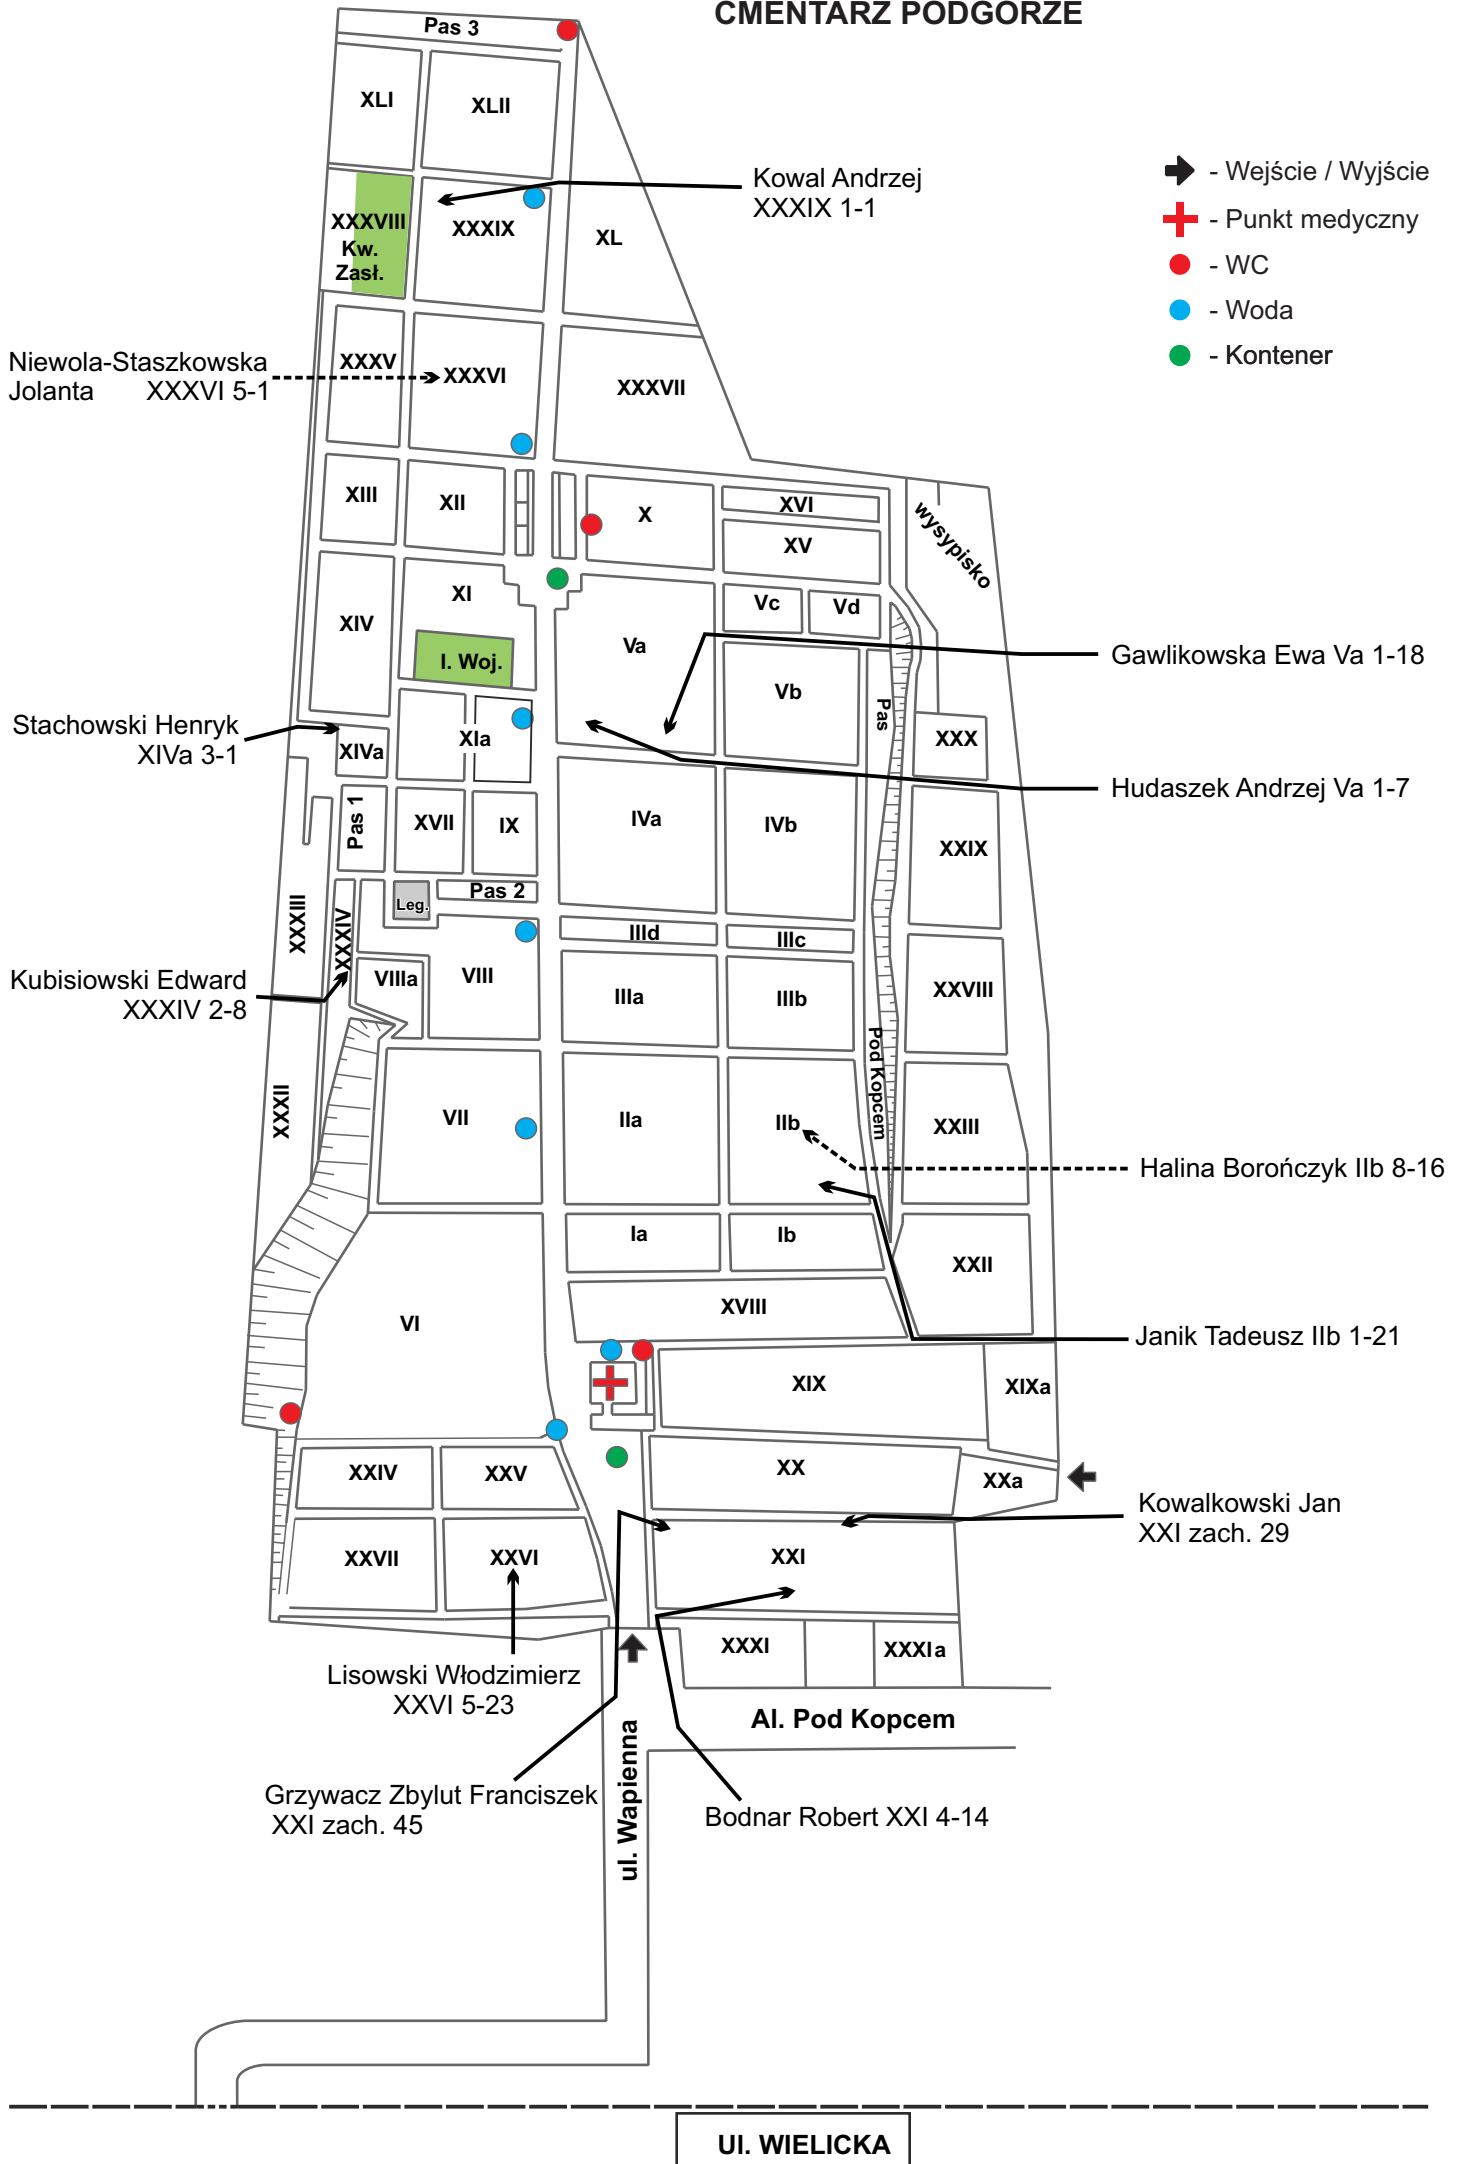 CMENTARZ PODGÓRZE
Pas 3
XLI
XLII
Kowal Andrzej
XXXIX 1-1
- Wejście / Wyjście
- Punkt medyczny
- WC
- Woda
- Kontener
XXXVIII
Kw.
Zasł.
XXXIX
XL
Niewola-Staszkowska
Jolanta XXXVI 5-1
XXXV
XXXVI
XXXVII
XIII
XII
X
XVI
XV
wysypisko
XIV
XI
I. Woj.
Va
Vc
Vd
Vb
Pas
Gawlikowska Ewa Va 1-18
Stachowski Henryk
XIVa 3-1
XIVa
XIa
XXX
Hudaszek Andrzej Va 1-7
Pas 1
XVII
IX
IVa
IVb
XXIX
Pas 2
Leg.
XXXIII
XXXIV
IIId
IIIc
Kubisiowski Edward
XXXIV 2-8
VIIIa
VIII
IIIa
IIIb
XXVIII
Pod Kopcem
XXXII
VII
IIa
IIb
XXIII
Halina Borończyk IIb 8-16
Ia
Ib
XXII
VI
XVIII
Janik Tadeusz IIb 1-21
XIX
XIXa
XXIV
XXV
XX
XXa
Kowalkowski Jan
XXI zach. 29
XXVII
XXVI
XXI
XXXI
XXXIa
Lisowski Włodzimierz
XXVI 5-23
Al. Pod Kopcem
ul. Wapienna
Grzywacz Zbylut Franciszek
XXI zach. 45
Bodnar Robert XXI 4-14
Ul. WIELICKA